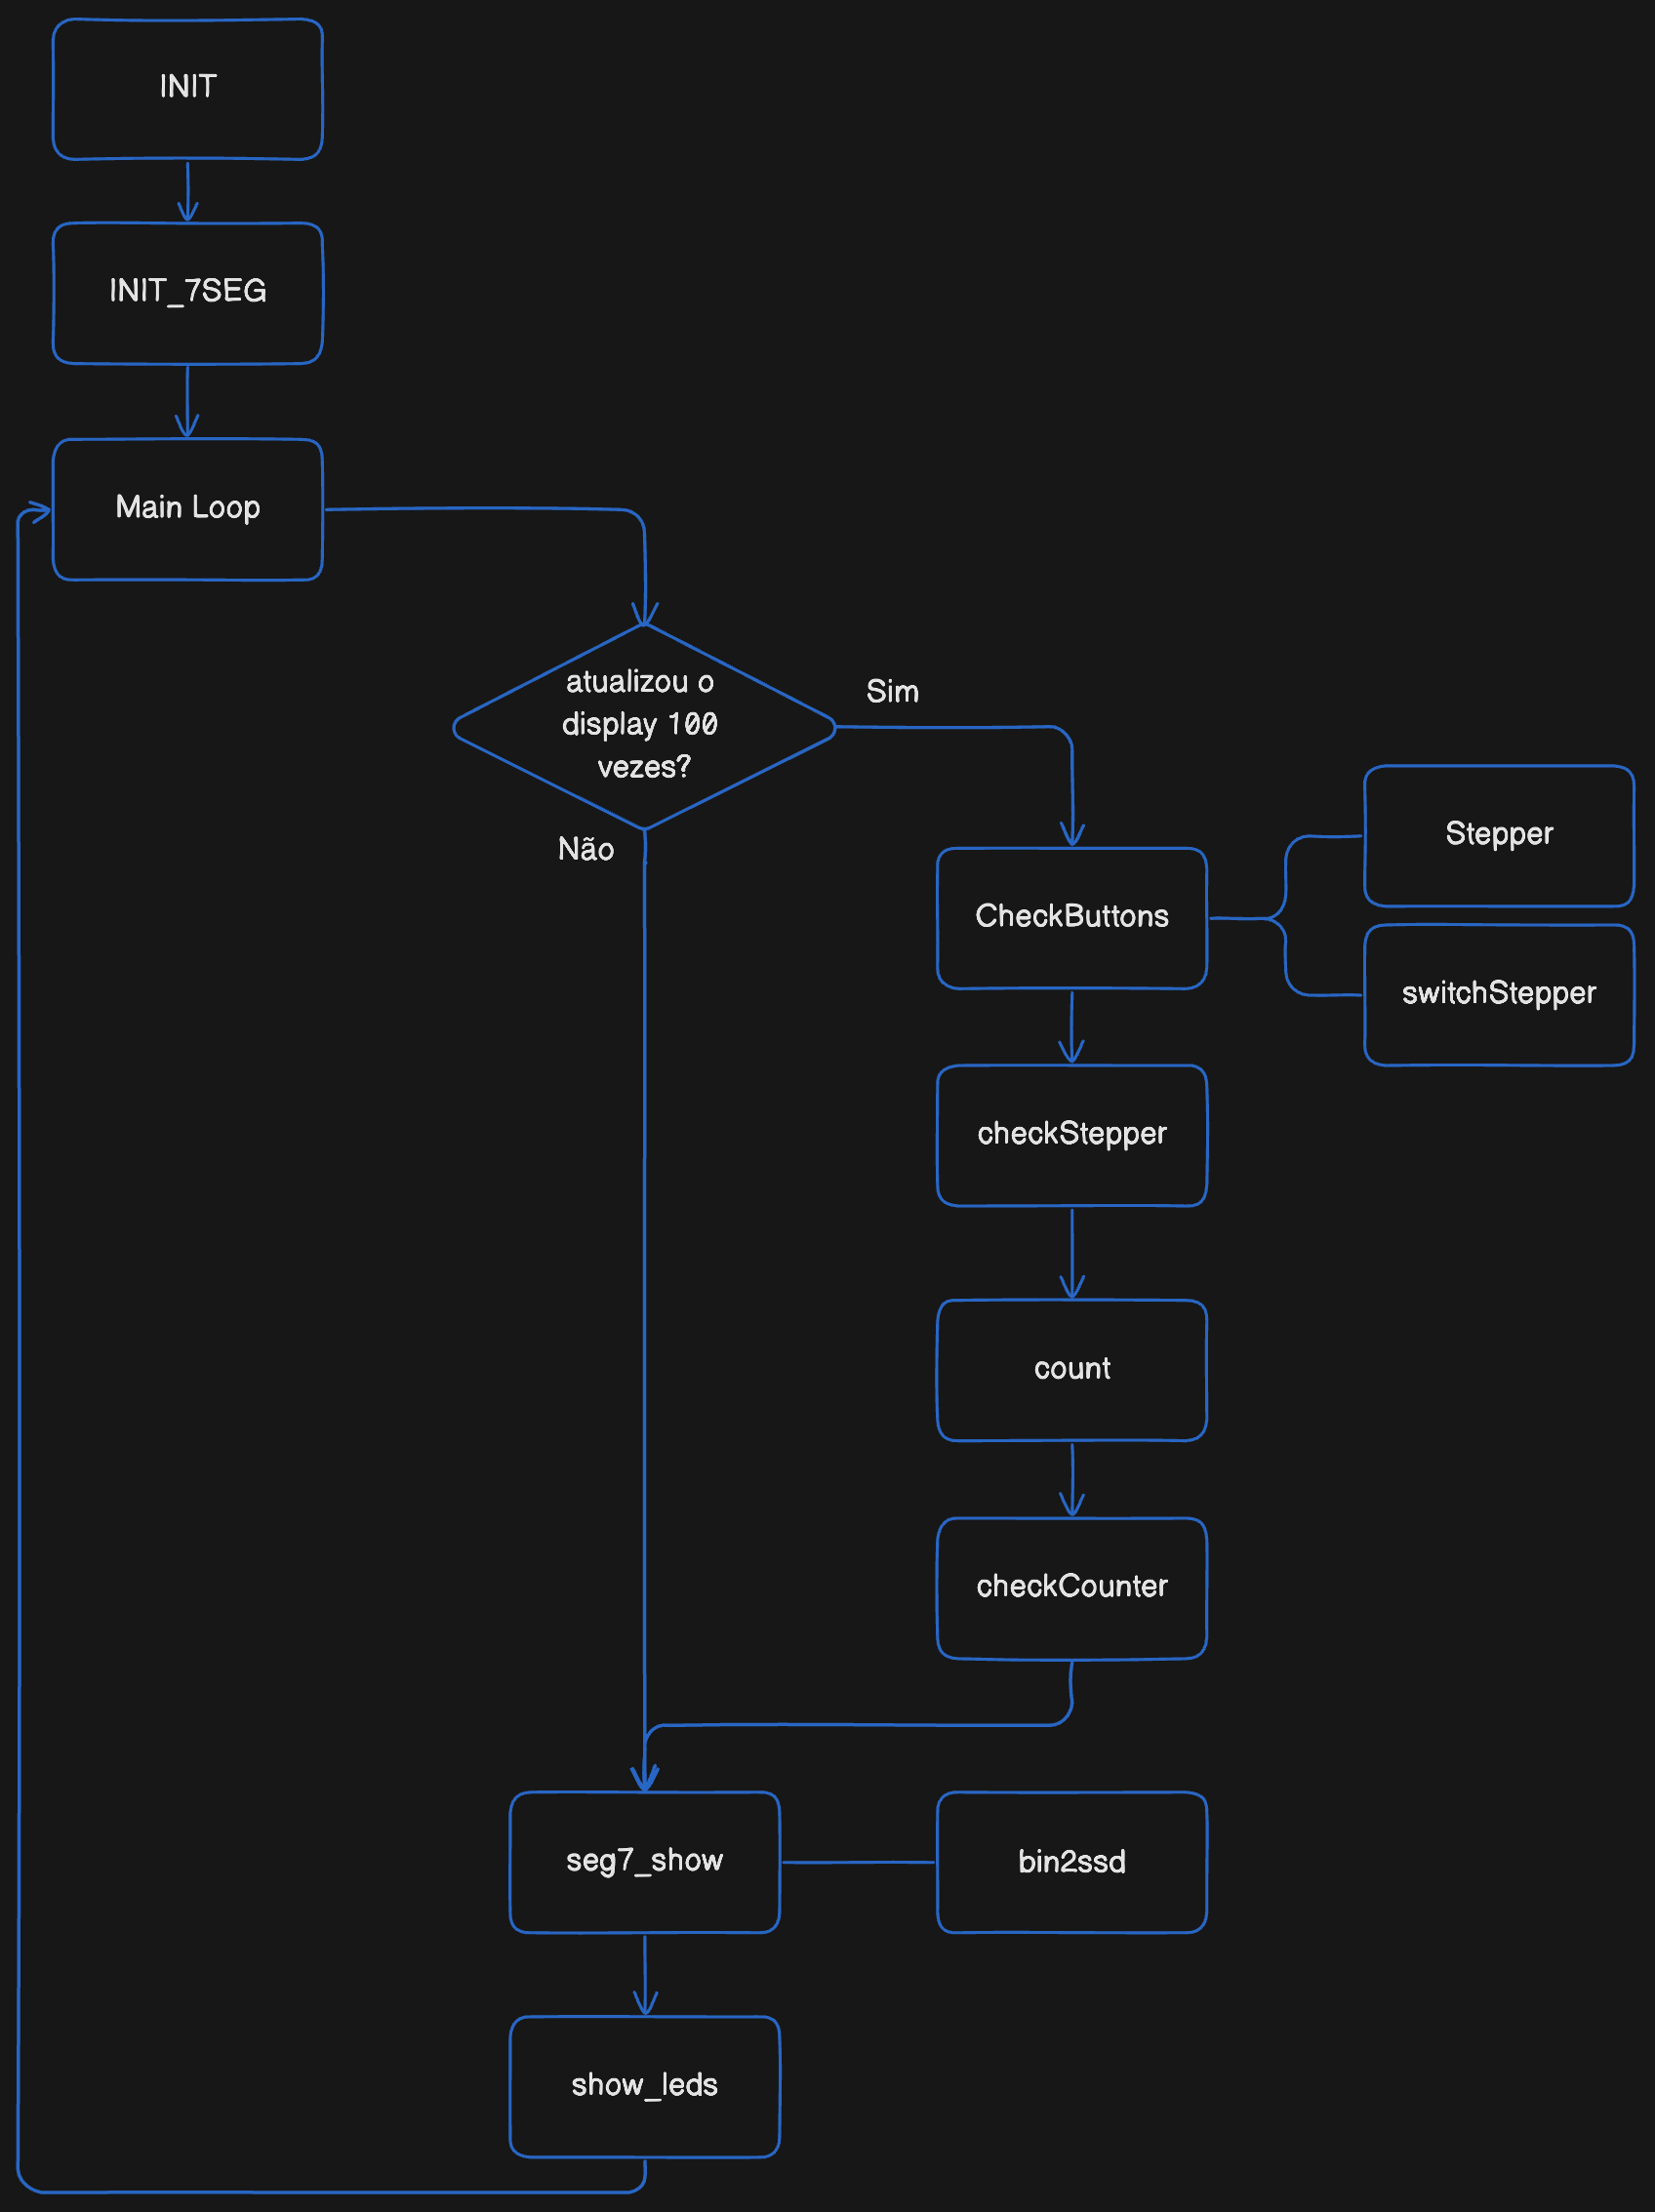 INIT
INIT_7SEG
Main Loop
atualizou o
display 100
vezes?
Sim
Não
CheckButtons
Stepper
switchStepper
checkStepper
count
checkCounter
seg7_show
bin2ssd
show_leds